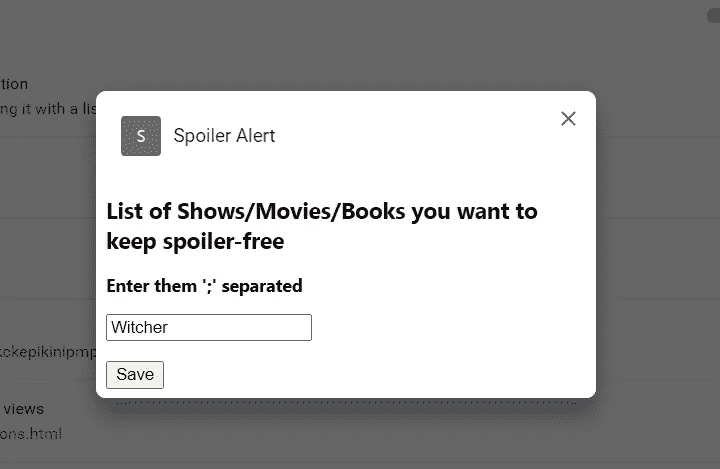 tion
ng it with a lis
S
Spoiler Alert
List of Shows/Movies/Books you want to
keep spoiler-free
Enter them ';' separated
Witcher
Save
ckepikinipmp
views
ons.html